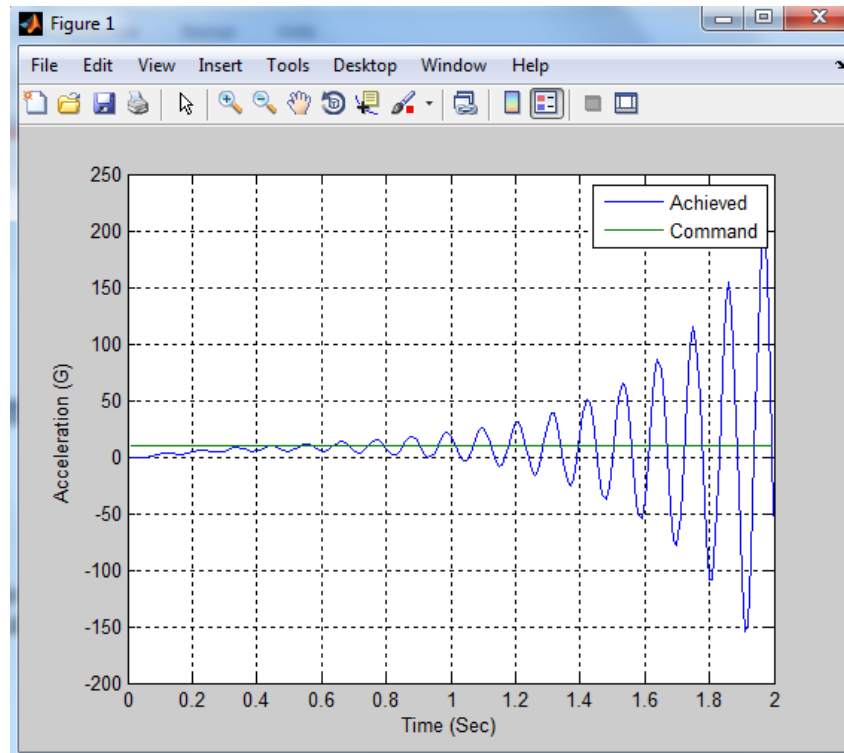 Figure 1
File Edit View Insert Tools Desktop Window Help
Achieved
Command
250
200
150
100
50
0
-50
-100
-150
-200
Acceleration (G)
0 0.2 0.4 0.6 0.8 1 1.2 1.4 1.6 1.8 2
Time (Sec)